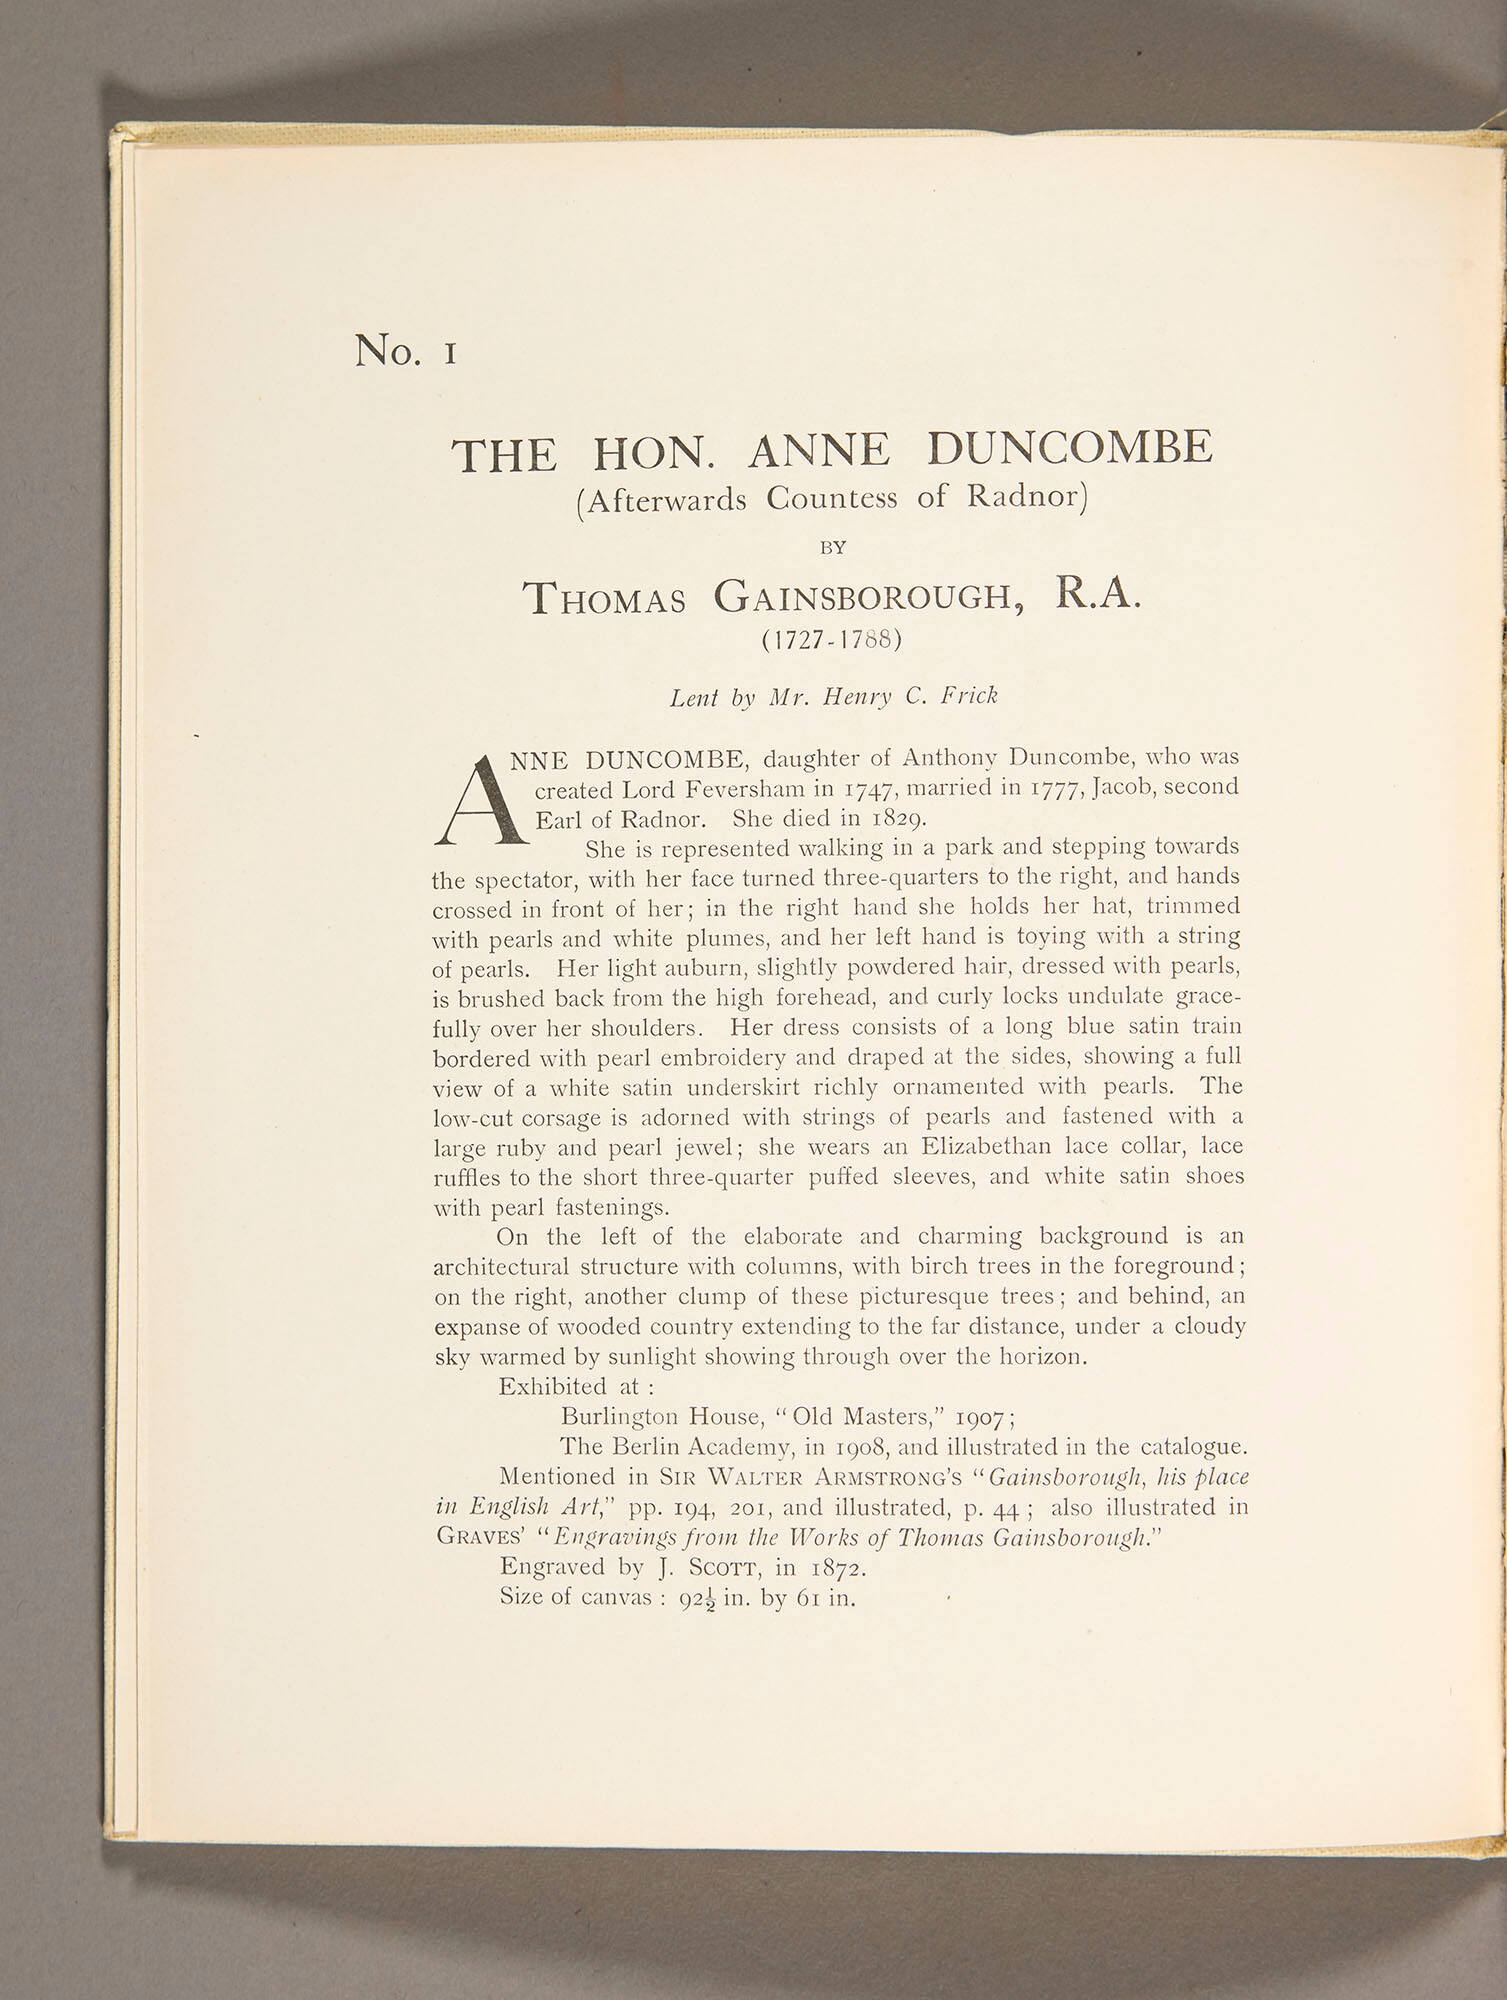 No. 1
THE HON. ANNE DUNCOMBE
(Afterwards Countess of Radnor)
BY
THOMAS GAINSBOROUGH, R.A.
(1727-1788)
Lent by Mr. Henry C. Frick
ANNE DUNCOMBE, daughter of Anthony Duncombe, who was
created Lord Feversham in 1747, married in 1777, Jacob, second
Earl of Radnor. She died in 1829.
She is represented walking in a park and stepping towards
the spectator, with her face turned three-quarters to the right, and hands
crossed in front of her; in the right hand she holds her hat, trimmed
with pearls and white plumes, and her left hand is toying with a string
of pearls. Her light auburn, slightly powdered hair, dressed with pearls,
is brushed back from the high forehead, and curly locks undulate grace-
fully over her shoulders. Her dress consists of a long blue satin train
bordered with pearl embroidery and draped at the sides, showing a full
view of a white satin underskirt richly ornamented with pearls. The
low-cut corsage is adorned with strings of pearls and fastened with a
large ruby and pearl jewel; she wears an Elizabethan lace collar, lace
ruffles to the short three-quarter puffed sleeves, and white satin shoes
with pearl fastenings.
On the left of the elaborate and charming background is an
architectural structure with columns, with birch trees in the foreground;
on the right, another clump of these picturesque trees; and behind, an
expanse of wooded country extending to the far distance, under a cloudy
sky warmed by sunlight showing through over the horizon.
Exhibited at :
Burlington House, “Old Masters,” 1907;
The Berlin Academy, in 1908, and illustrated in the catalogue.
Mentioned in SIR WALTER ARMSTRONG'S “Gainsborough, his place
in English Art,” pp. 194, 201, and illustrated, p. 44; also illustrated in
GRAVES' “Engravings from the Works of Thomas Gainsborough.”
Engraved by J. SCOTT, in 1872.
Size of canvas : 92½ in. by 61 in.